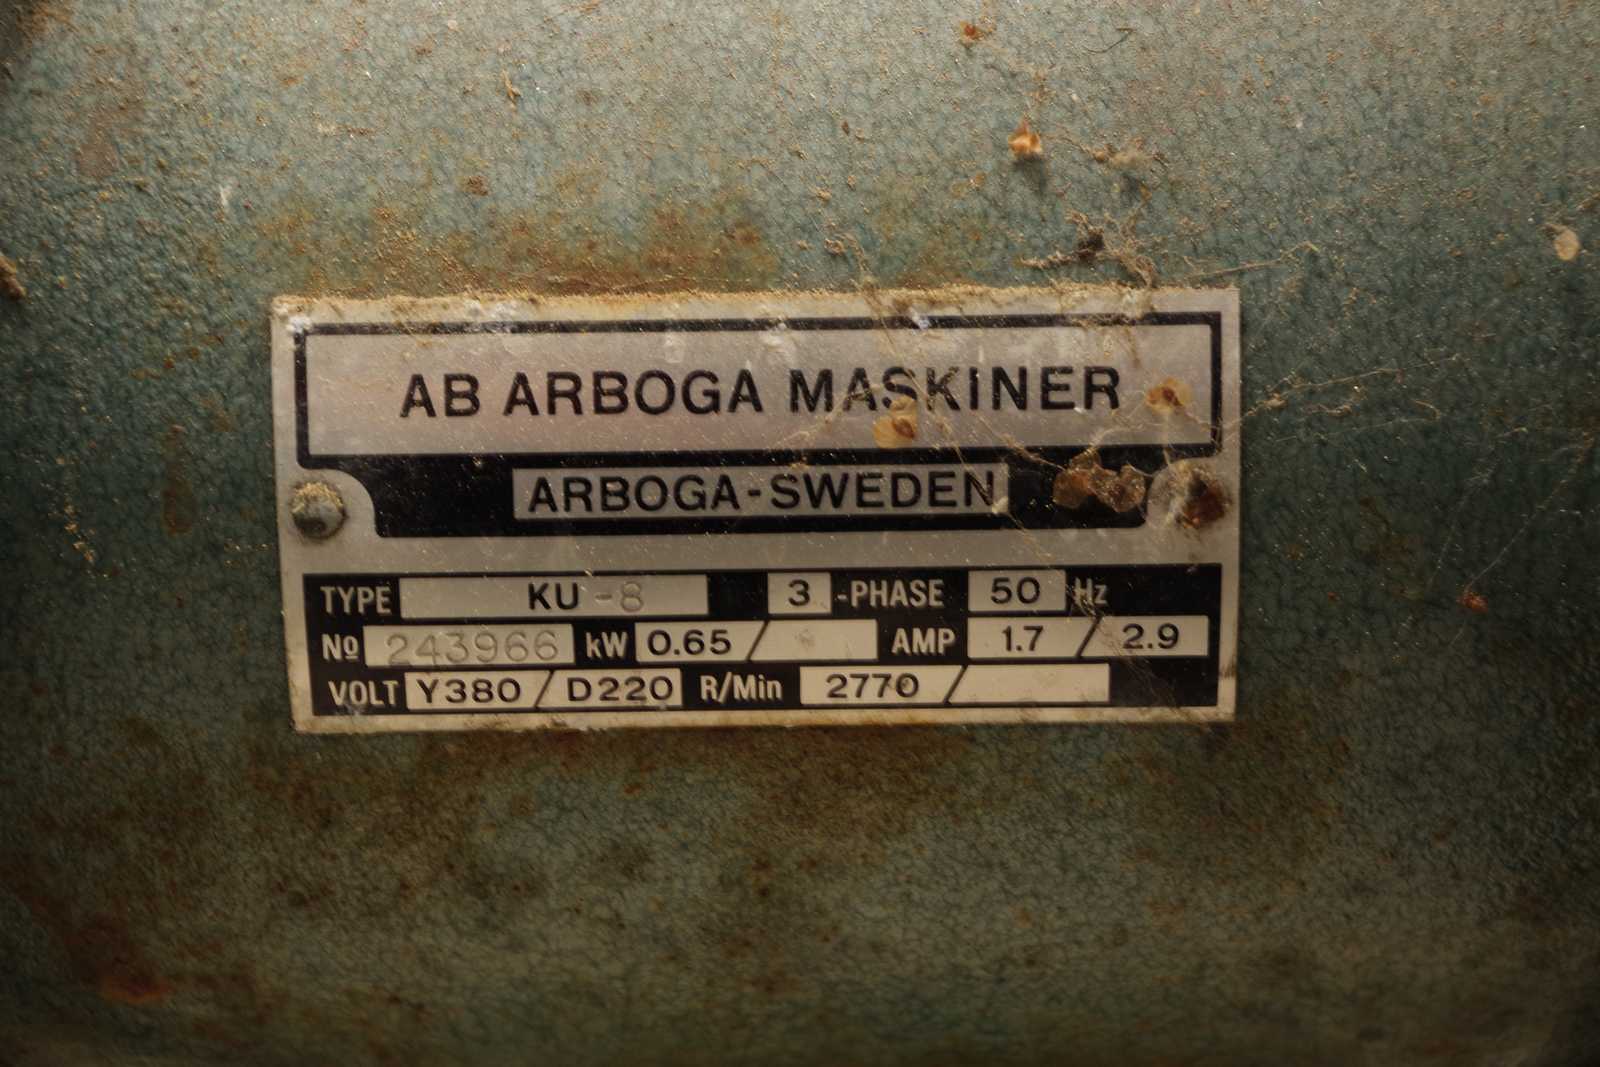 AB ARBOGA MASKINER
ARBOGA-SWEDEN
TYPE KU-8 3-PHASE 50 Hz
Nº 243966 kW 0.65 / AMP 1.7 / 2.9
VOLT Y380 / D220 R/Min 2770 /